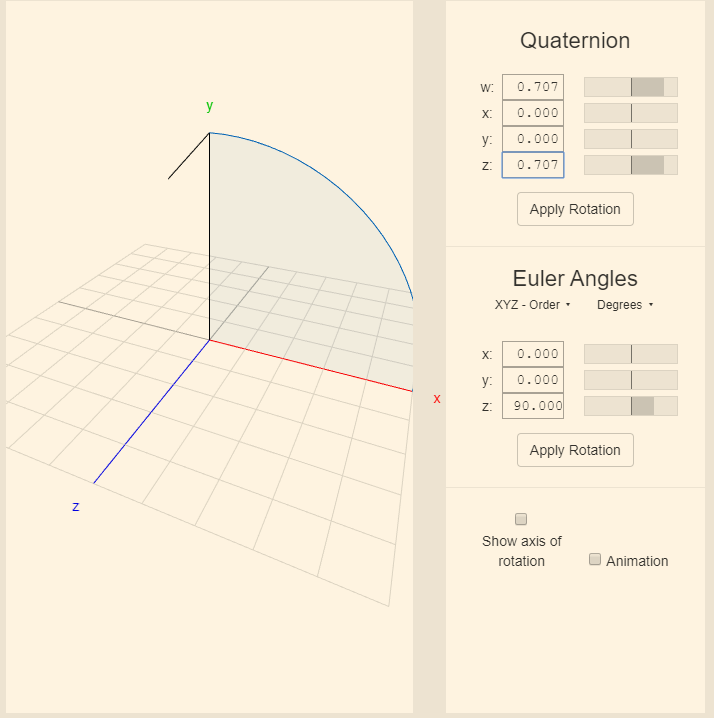 y
x
z
Quaternion
w: 0.707
x: 0.000
y: 0.000
z: 0.707
Apply Rotation
Euler Angles
XYZ - Order Degrees
x: 0.000
y: 0.000
z: 90.000
Apply Rotation
Show axis of
rotation
Animation